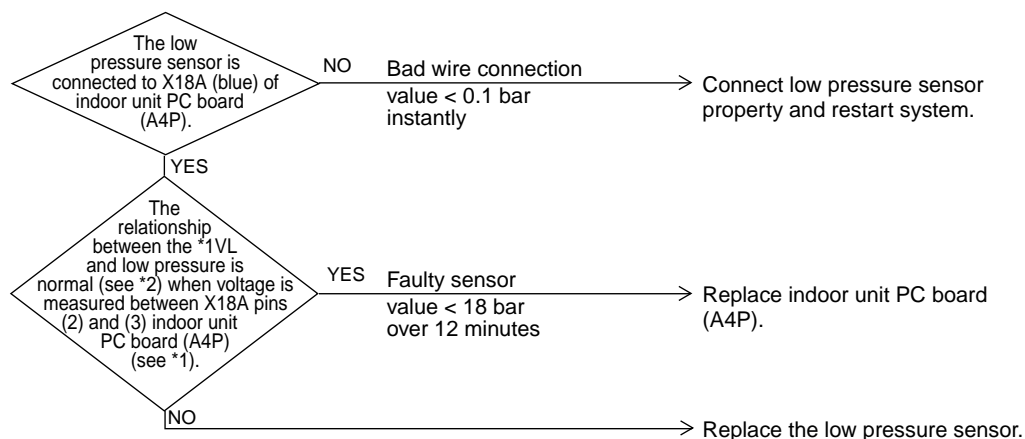 The low
pressure sensor is
connected to X18A (blue) of
indoor unit PC board
(A4P).
NO
Bad wire connection
value < 0.1 bar
instantly
Connect low pressure sensor
property and restart system.
YES
The
relationship
between the *1VL
and low pressure is
normal (see *2) when voltage is
measured between X18A pins
(2) and (3) indoor unit
PC board (A4P)
(see *1).
YES
Faulty sensor
value < 18 bar
over 12 minutes
Replace indoor unit PC board
(A4P).
NO
Replace the low pressure sensor.